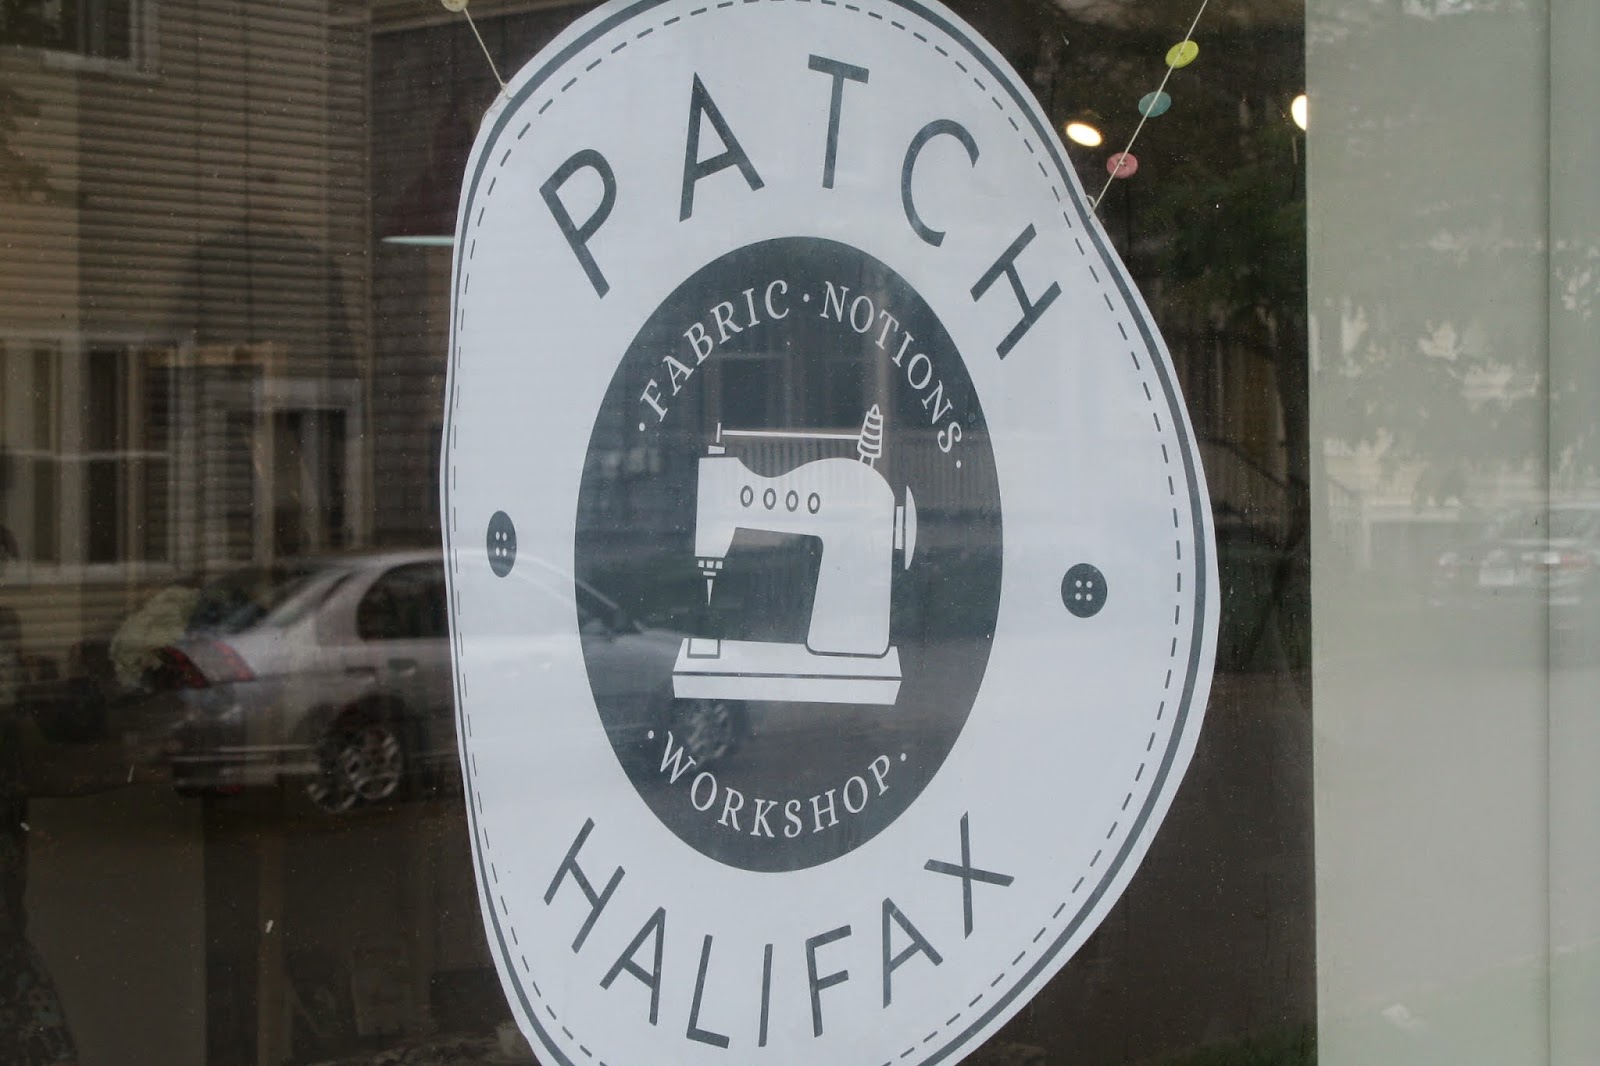 PATCH
·FABRIC·NOTIONS·
·WORKSHOP·
HALIFAX